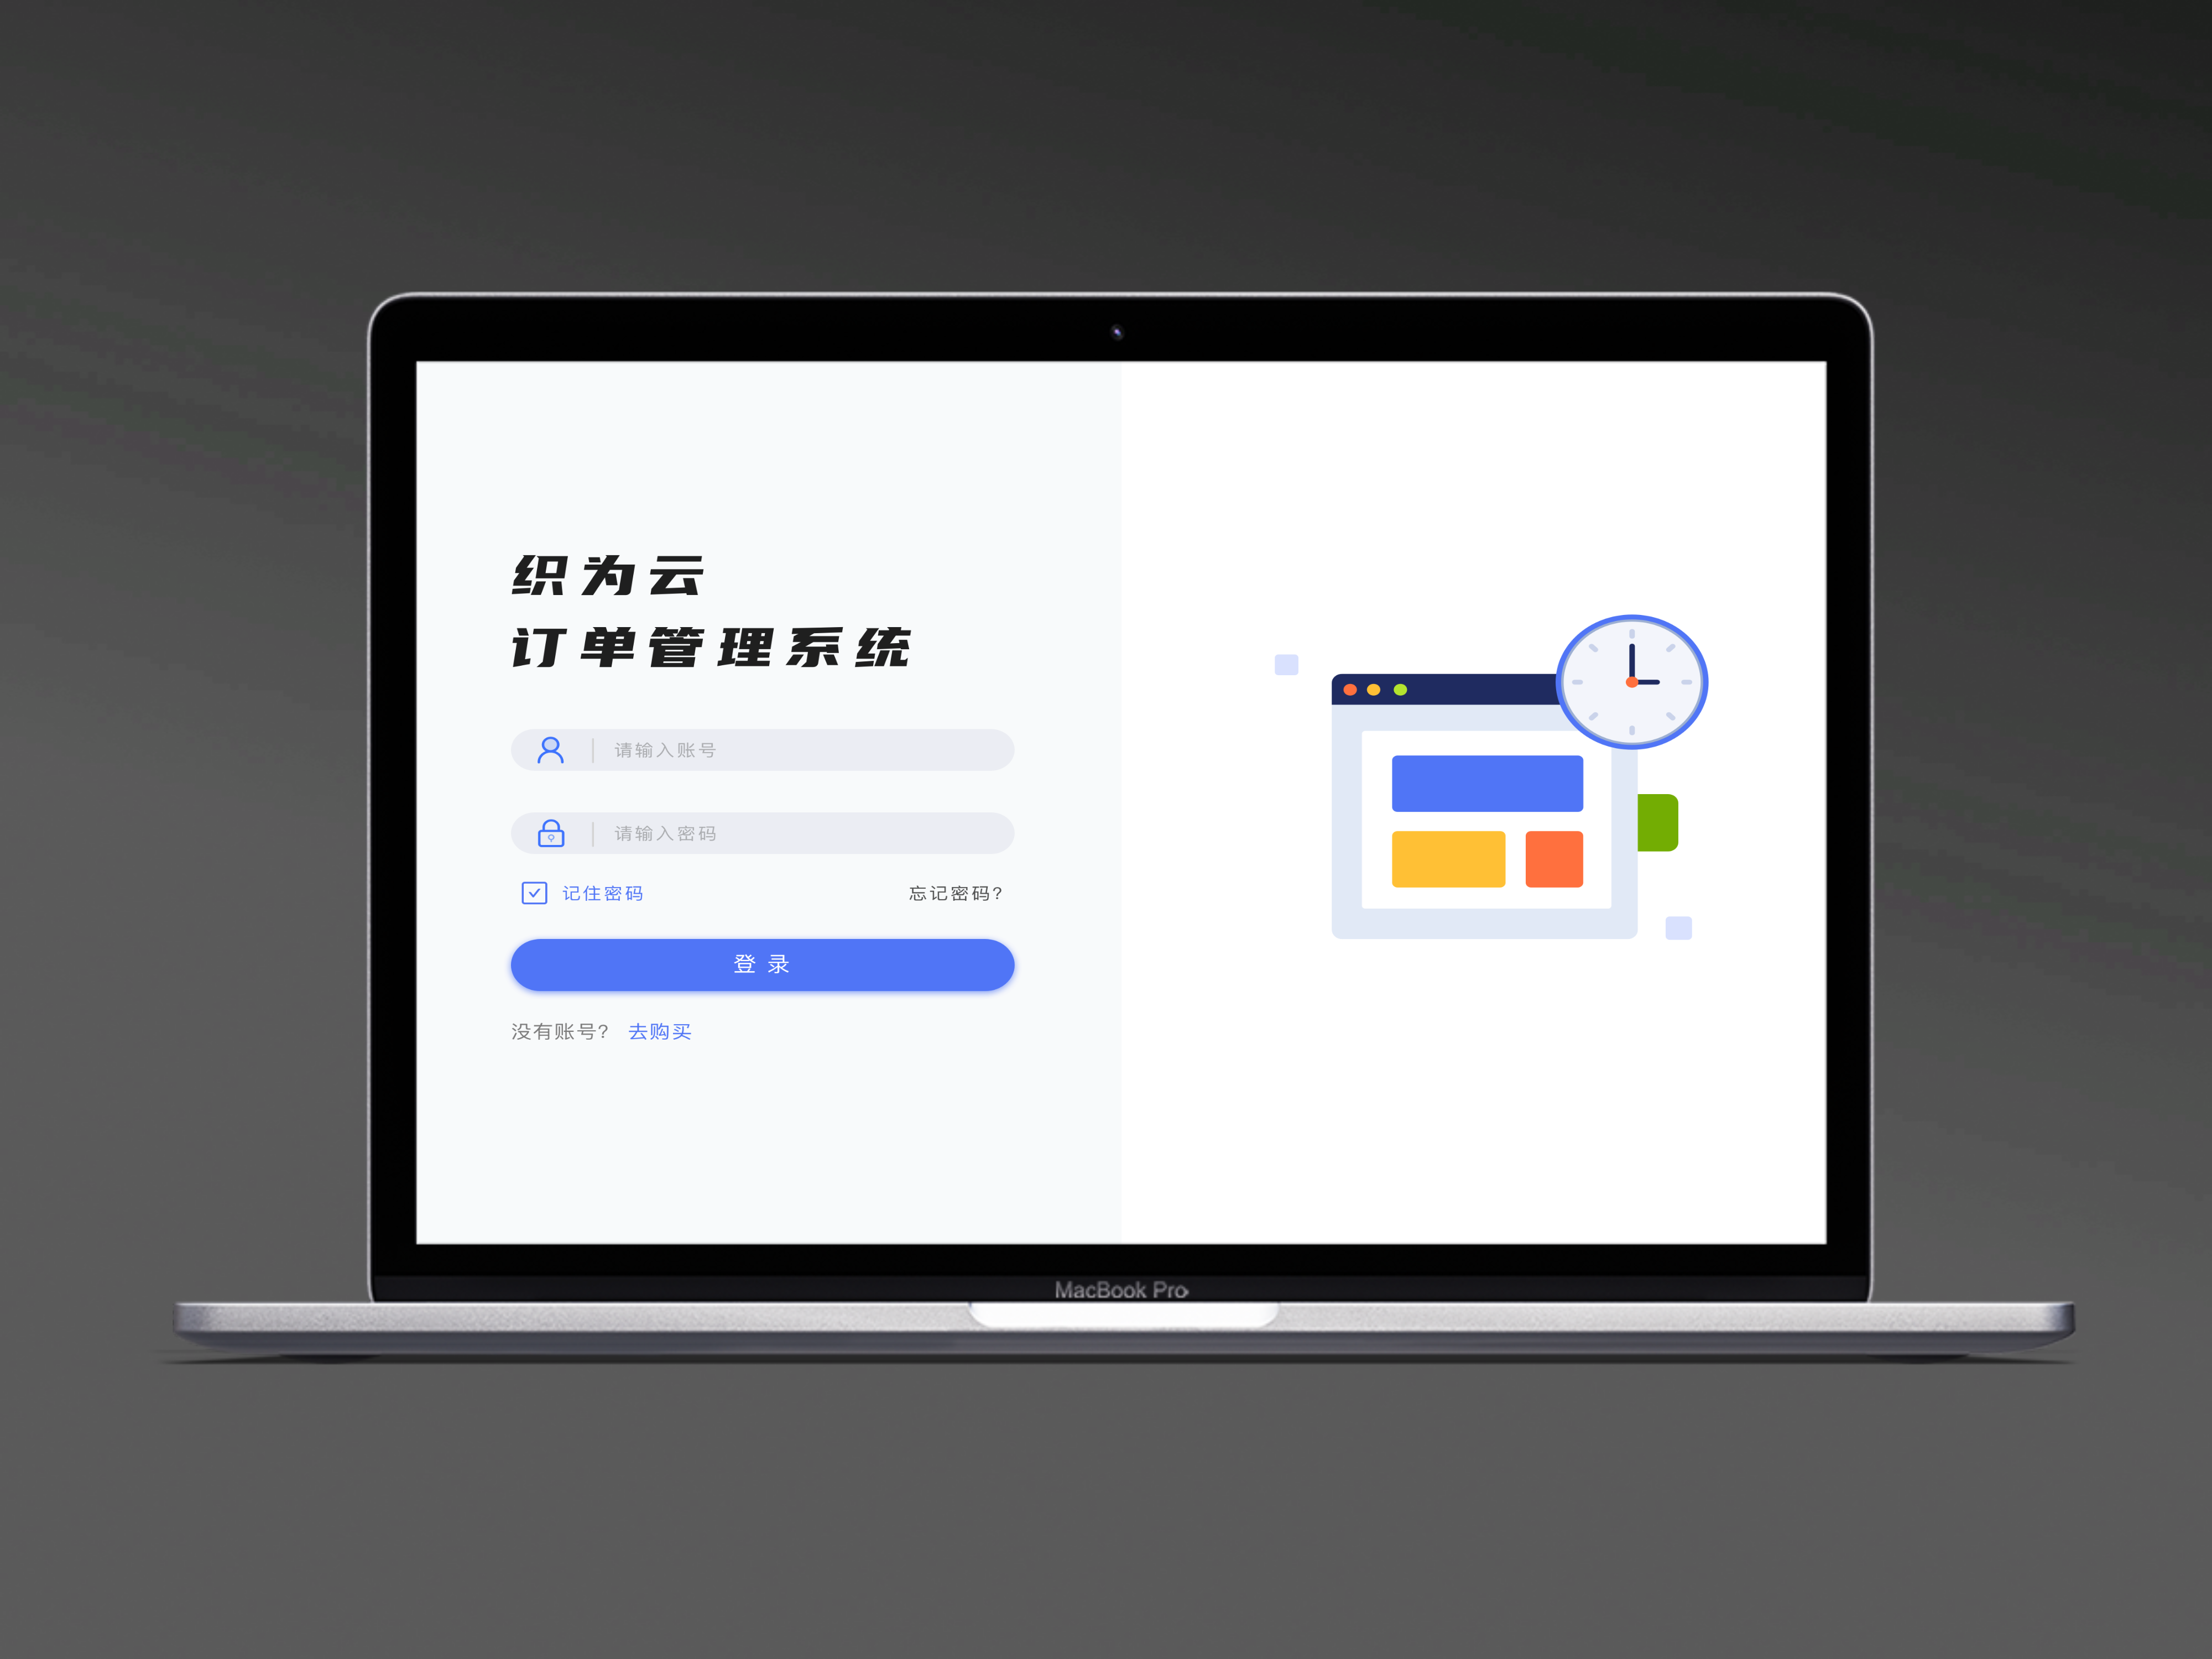 织为云
订单管理系统
请输入账号
请输入密码
记住密码 忘记密码?
登录
没有账号? 去购买
MacBook Pro